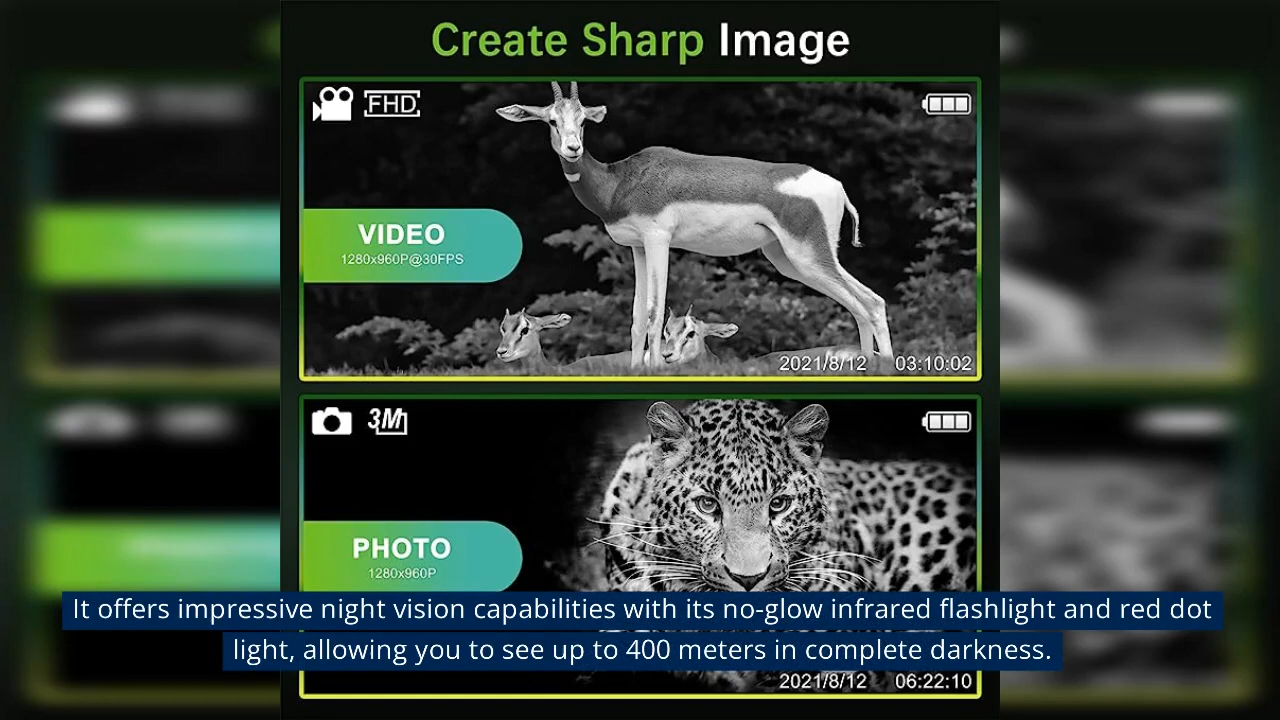 Create Sharp Image
FHD
VIDEO
1280x960P@30FPS
2021/8/12 03:10:02
3M
PHOTO
1280x960P
It offers impressive night vision capabilities with its no-glow infrared flashlight and red dot
light, allowing you to see up to 400 meters in complete darkness.
2021/8/12 06:22:10